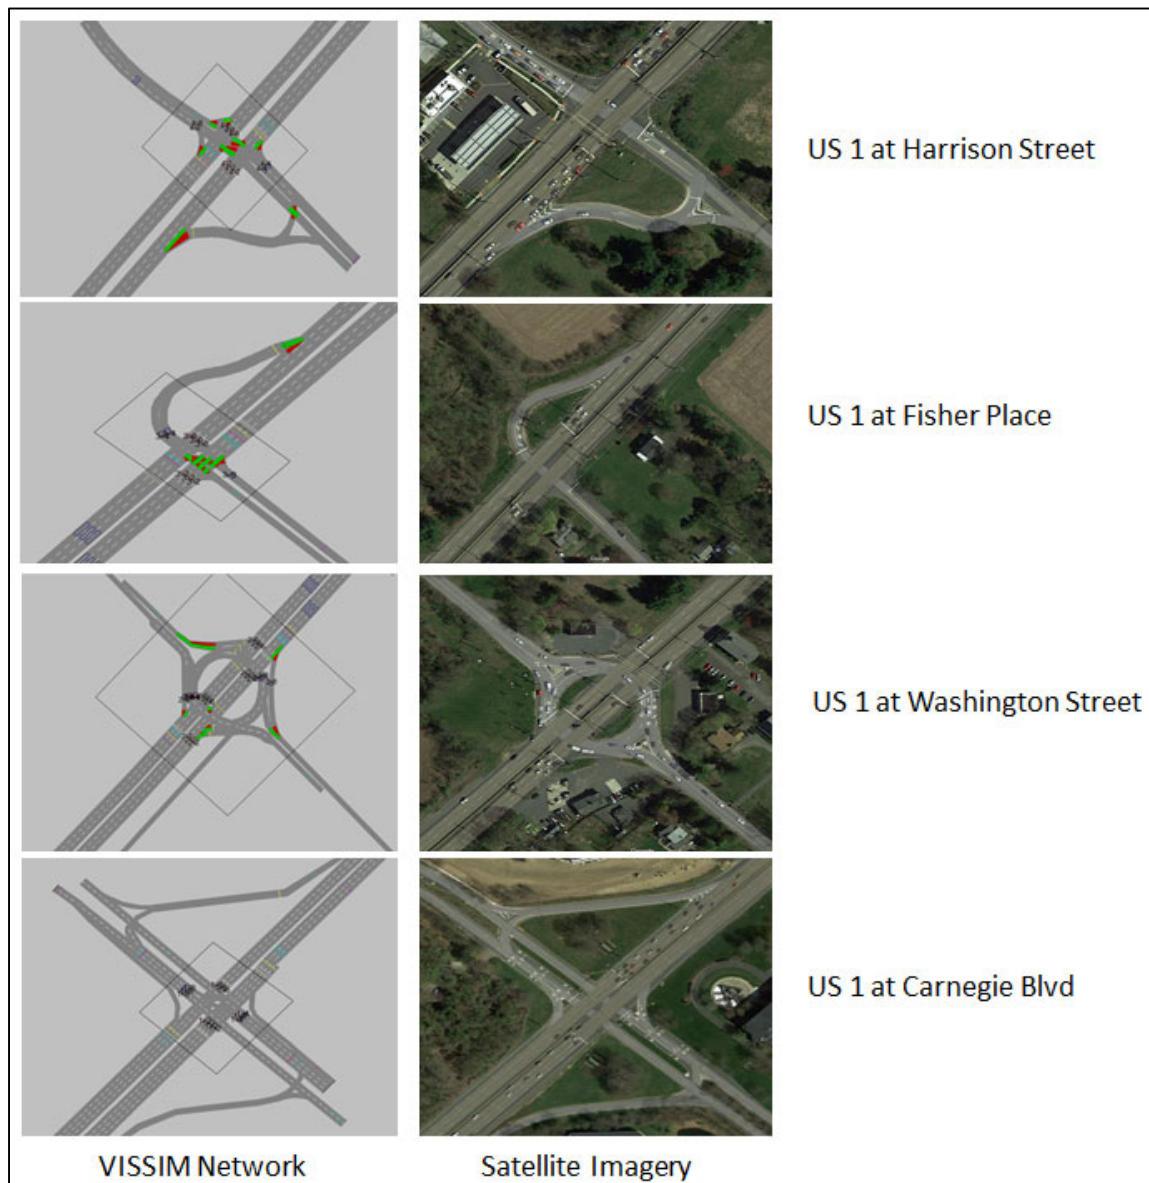 US 1 at Harrison Street
US 1 at Fisher Place
US 1 at Washington Street
US 1 at Carnegie Blvd
VISSIM Network
Satellite Imagery